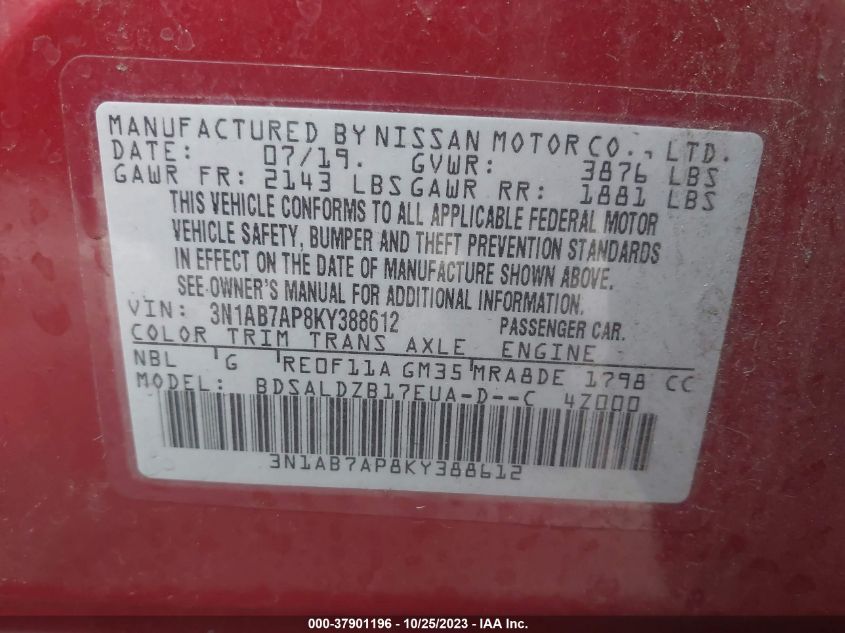 MANUFACTURED BY NISSAN MOTOR CO., LTD.
DATE: 07/19. GVWR: 3876 LBS
GAWR FR: 2143 LBS GAWR RR: 1881 LBS
THIS VEHICLE CONFORMS TO ALL APPLICABLE FEDERAL MOTOR
VEHICLE SAFETY, BUMPER AND THEFT PREVENTION STANDARDS
IN EFFECT ON THE DATE OF MANUFACTURE SHOWN ABOVE.
SEE OWNER'S MANUAL FOR ADDITIONAL INFORMATION.
VIN: 3N1AB7AP8KY388612 PASSENGER CAR.
COLOR TRIM TRANS AXLE ENGINE
NBL G RE0F11A GM35 MRA8DE 1798 CC
MODEL: BDSALDZB17EUA-D--C 4Z000
3N1AB7AP8KY388612
000-37901196 - 10/25/2023 - IAA Inc.